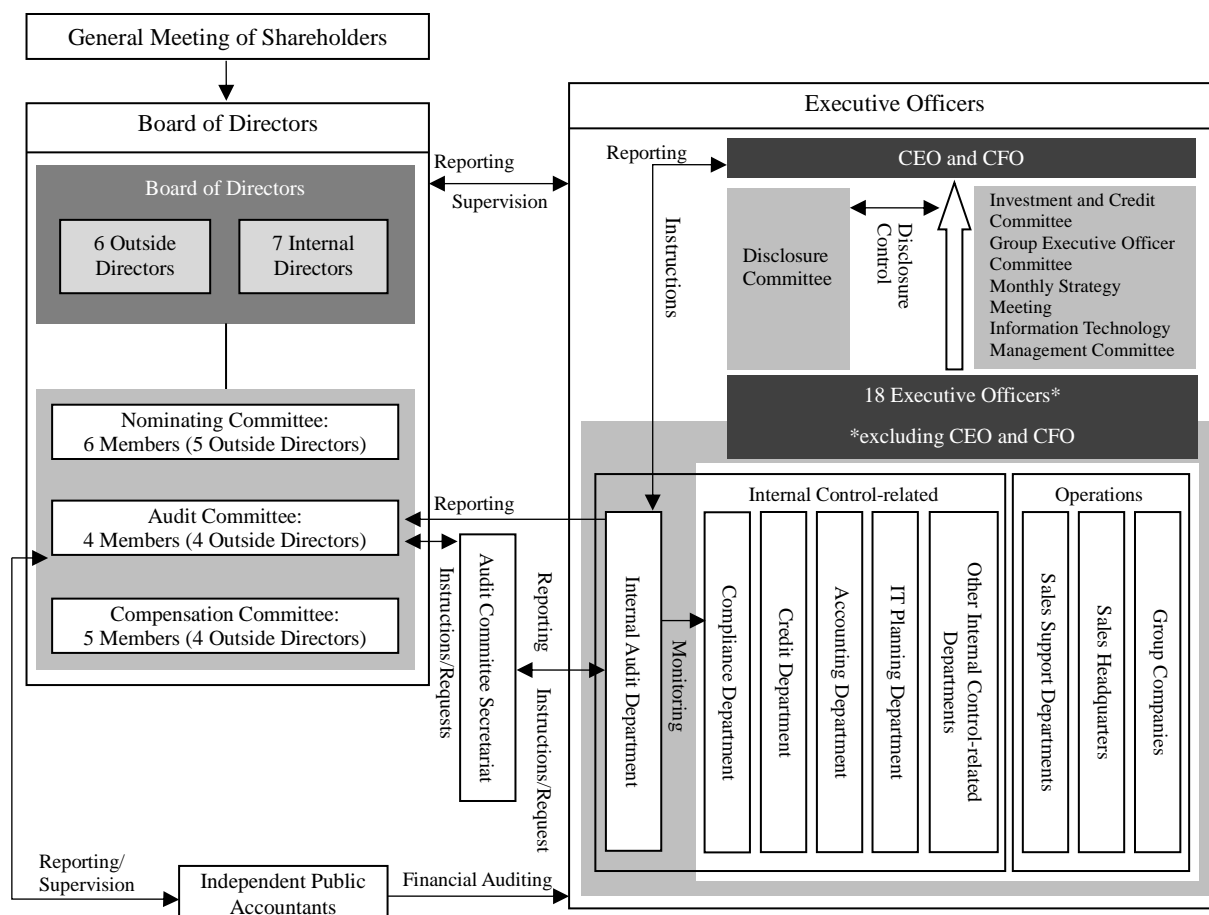 General Meeting of Shareholders
Board of Directors
Board of Directors
6 Outside
Directors
7 Internal
Directors
Nominating Committee:
6 Members (5 Outside Directors)
Audit Committee:
4 Members (4 Outside Directors)
Compensation Committee:
5 Members (4 Outside Directors)
Reporting
Supervision
Reporting
Instructions/Requests
Audit Committee Secretariat
Reporting
Instructions/Request
Reporting/
Supervision
Independent Public
Accountants
Financial Auditing
Executive Officers
Reporting
Instructions
CEO and CFO
Disclosure
Committee
Disclosure
Control
Investment and Credit
Committee
Group Executive Officer
Committee
Monthly Strategy
Meeting
Information Technology
Management Committee
18 Executive Officers*
*excluding CEO and CFO
Internal Control-related
Internal Audit Department
Monitoring
Compliance Department
Credit Department
Accounting Department
IT Planning Department
Other Internal Control-related
Departments
Operations
Sales Support Departments
Sales Headquarters
Group Companies